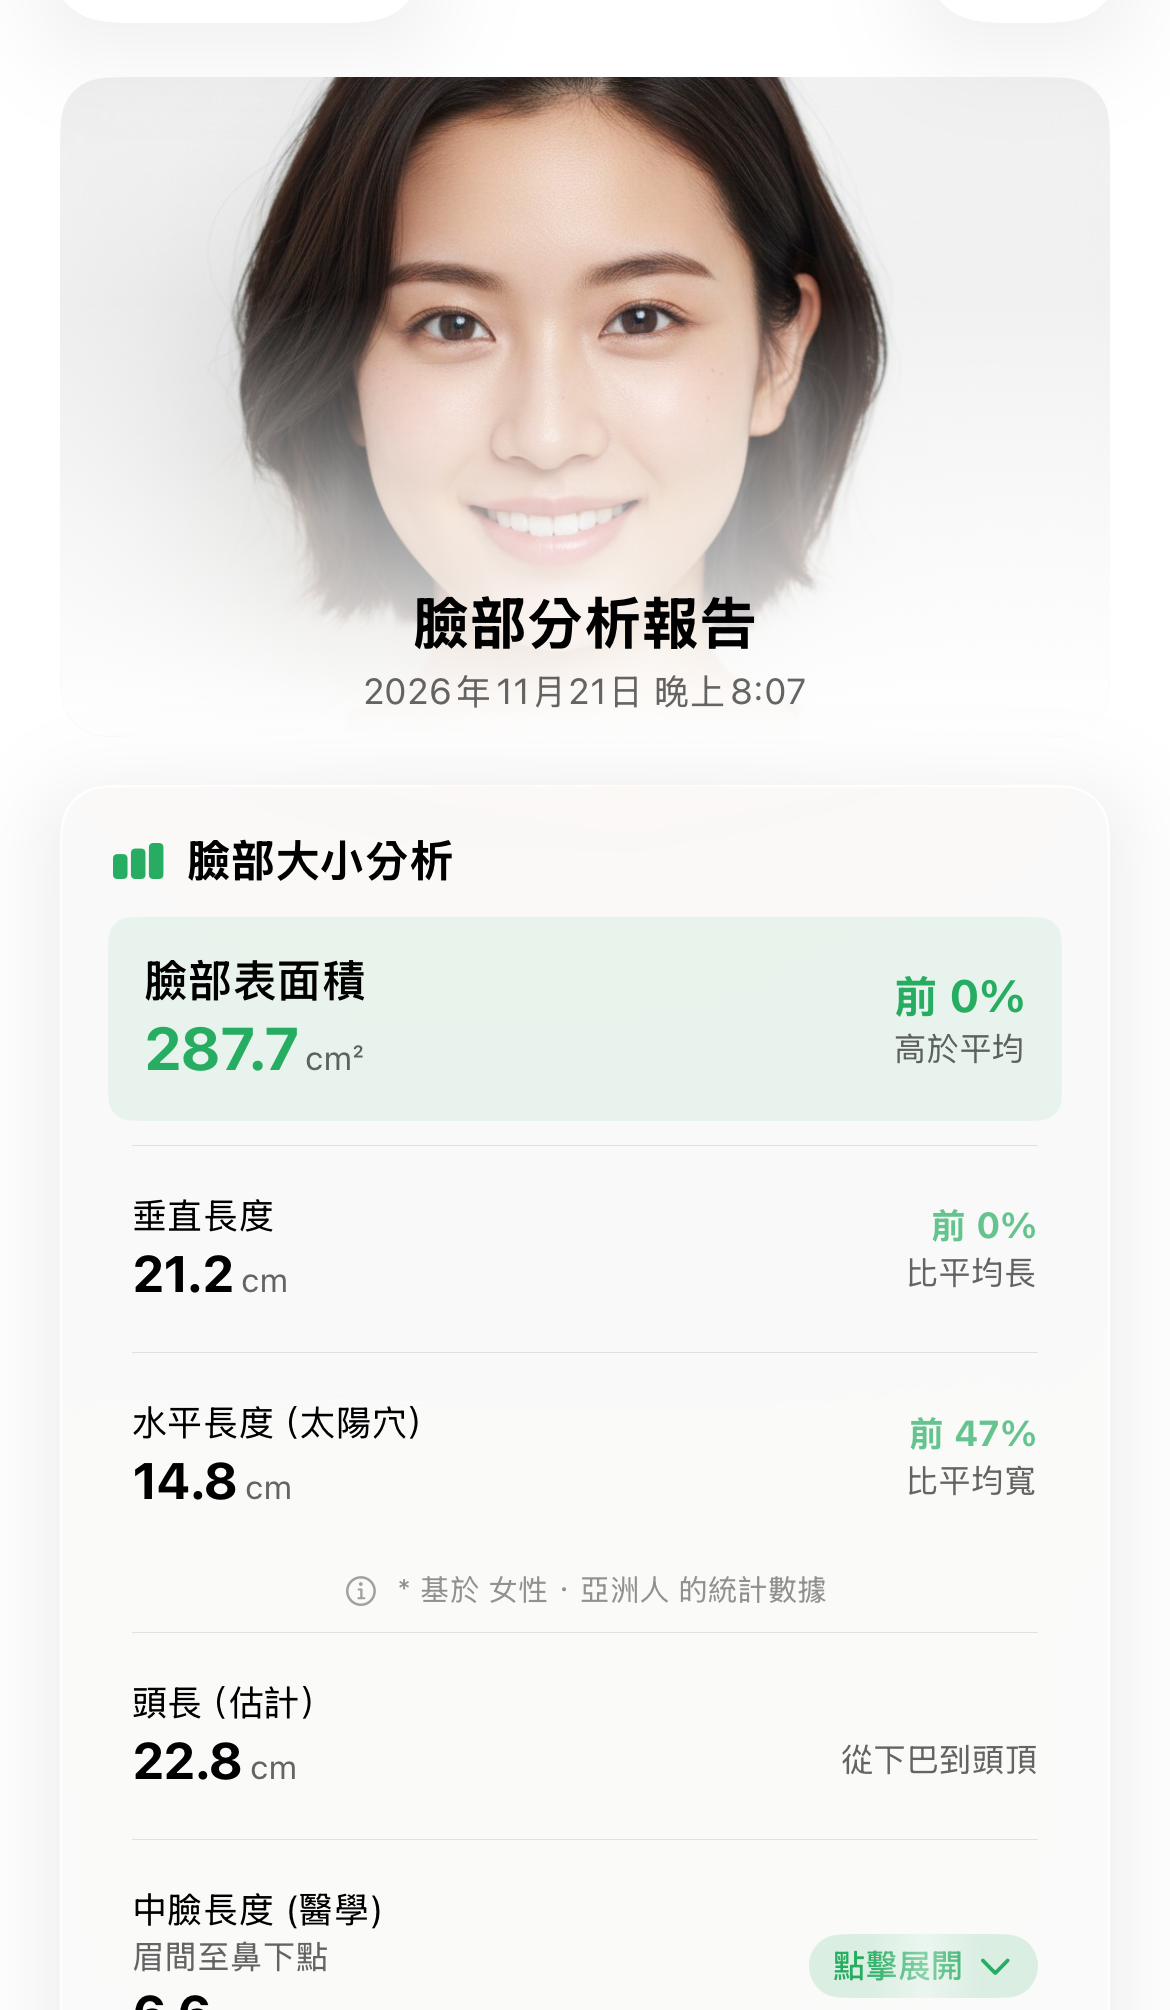 臉部分析報告
2026年11月21日 晚上8:07
臉部大小分析
臉部表面積
287.7 cm²
前 0%
高於平均
垂直長度
21.2 cm
前 0%
比平均長
水平長度 (太陽穴)
14.8 cm
前 47%
比平均寬
* 基於 女性 · 亞洲人 的統計數據
頭長 (估計)
22.8 cm
從下巴到頭頂
中臉長度 (醫學)
眉間至鼻下點
點擊展開